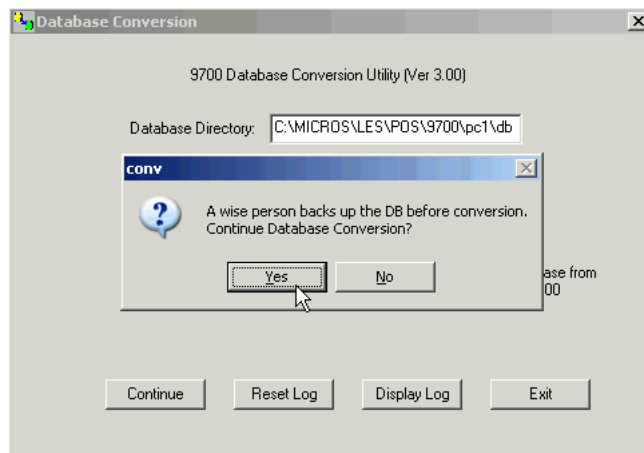 Database Conversion
9700 Database Conversion Utility (Ver 3.00)
Database Directory: C:\MICROS\LES\POS\9700\pc1\db
conv
A wise person backs up the DB before conversion.
Continue Database Conversion?
Yes No
ase from
00
Continue Reset Log Display Log Exit